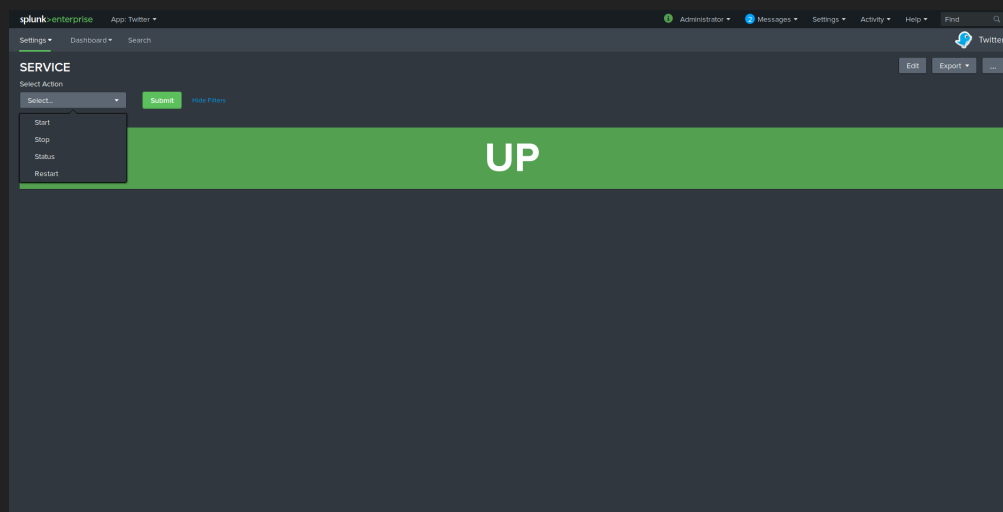 splunk>enterprise App: Twitter Administrator 2 Messages Settings Activity Help Find
Settings Dashboard Search Twitter
SERVICE Edit Export ...
Select Action
Select... Submit Hide Filters
Start
Stop
Status
Restart
UP